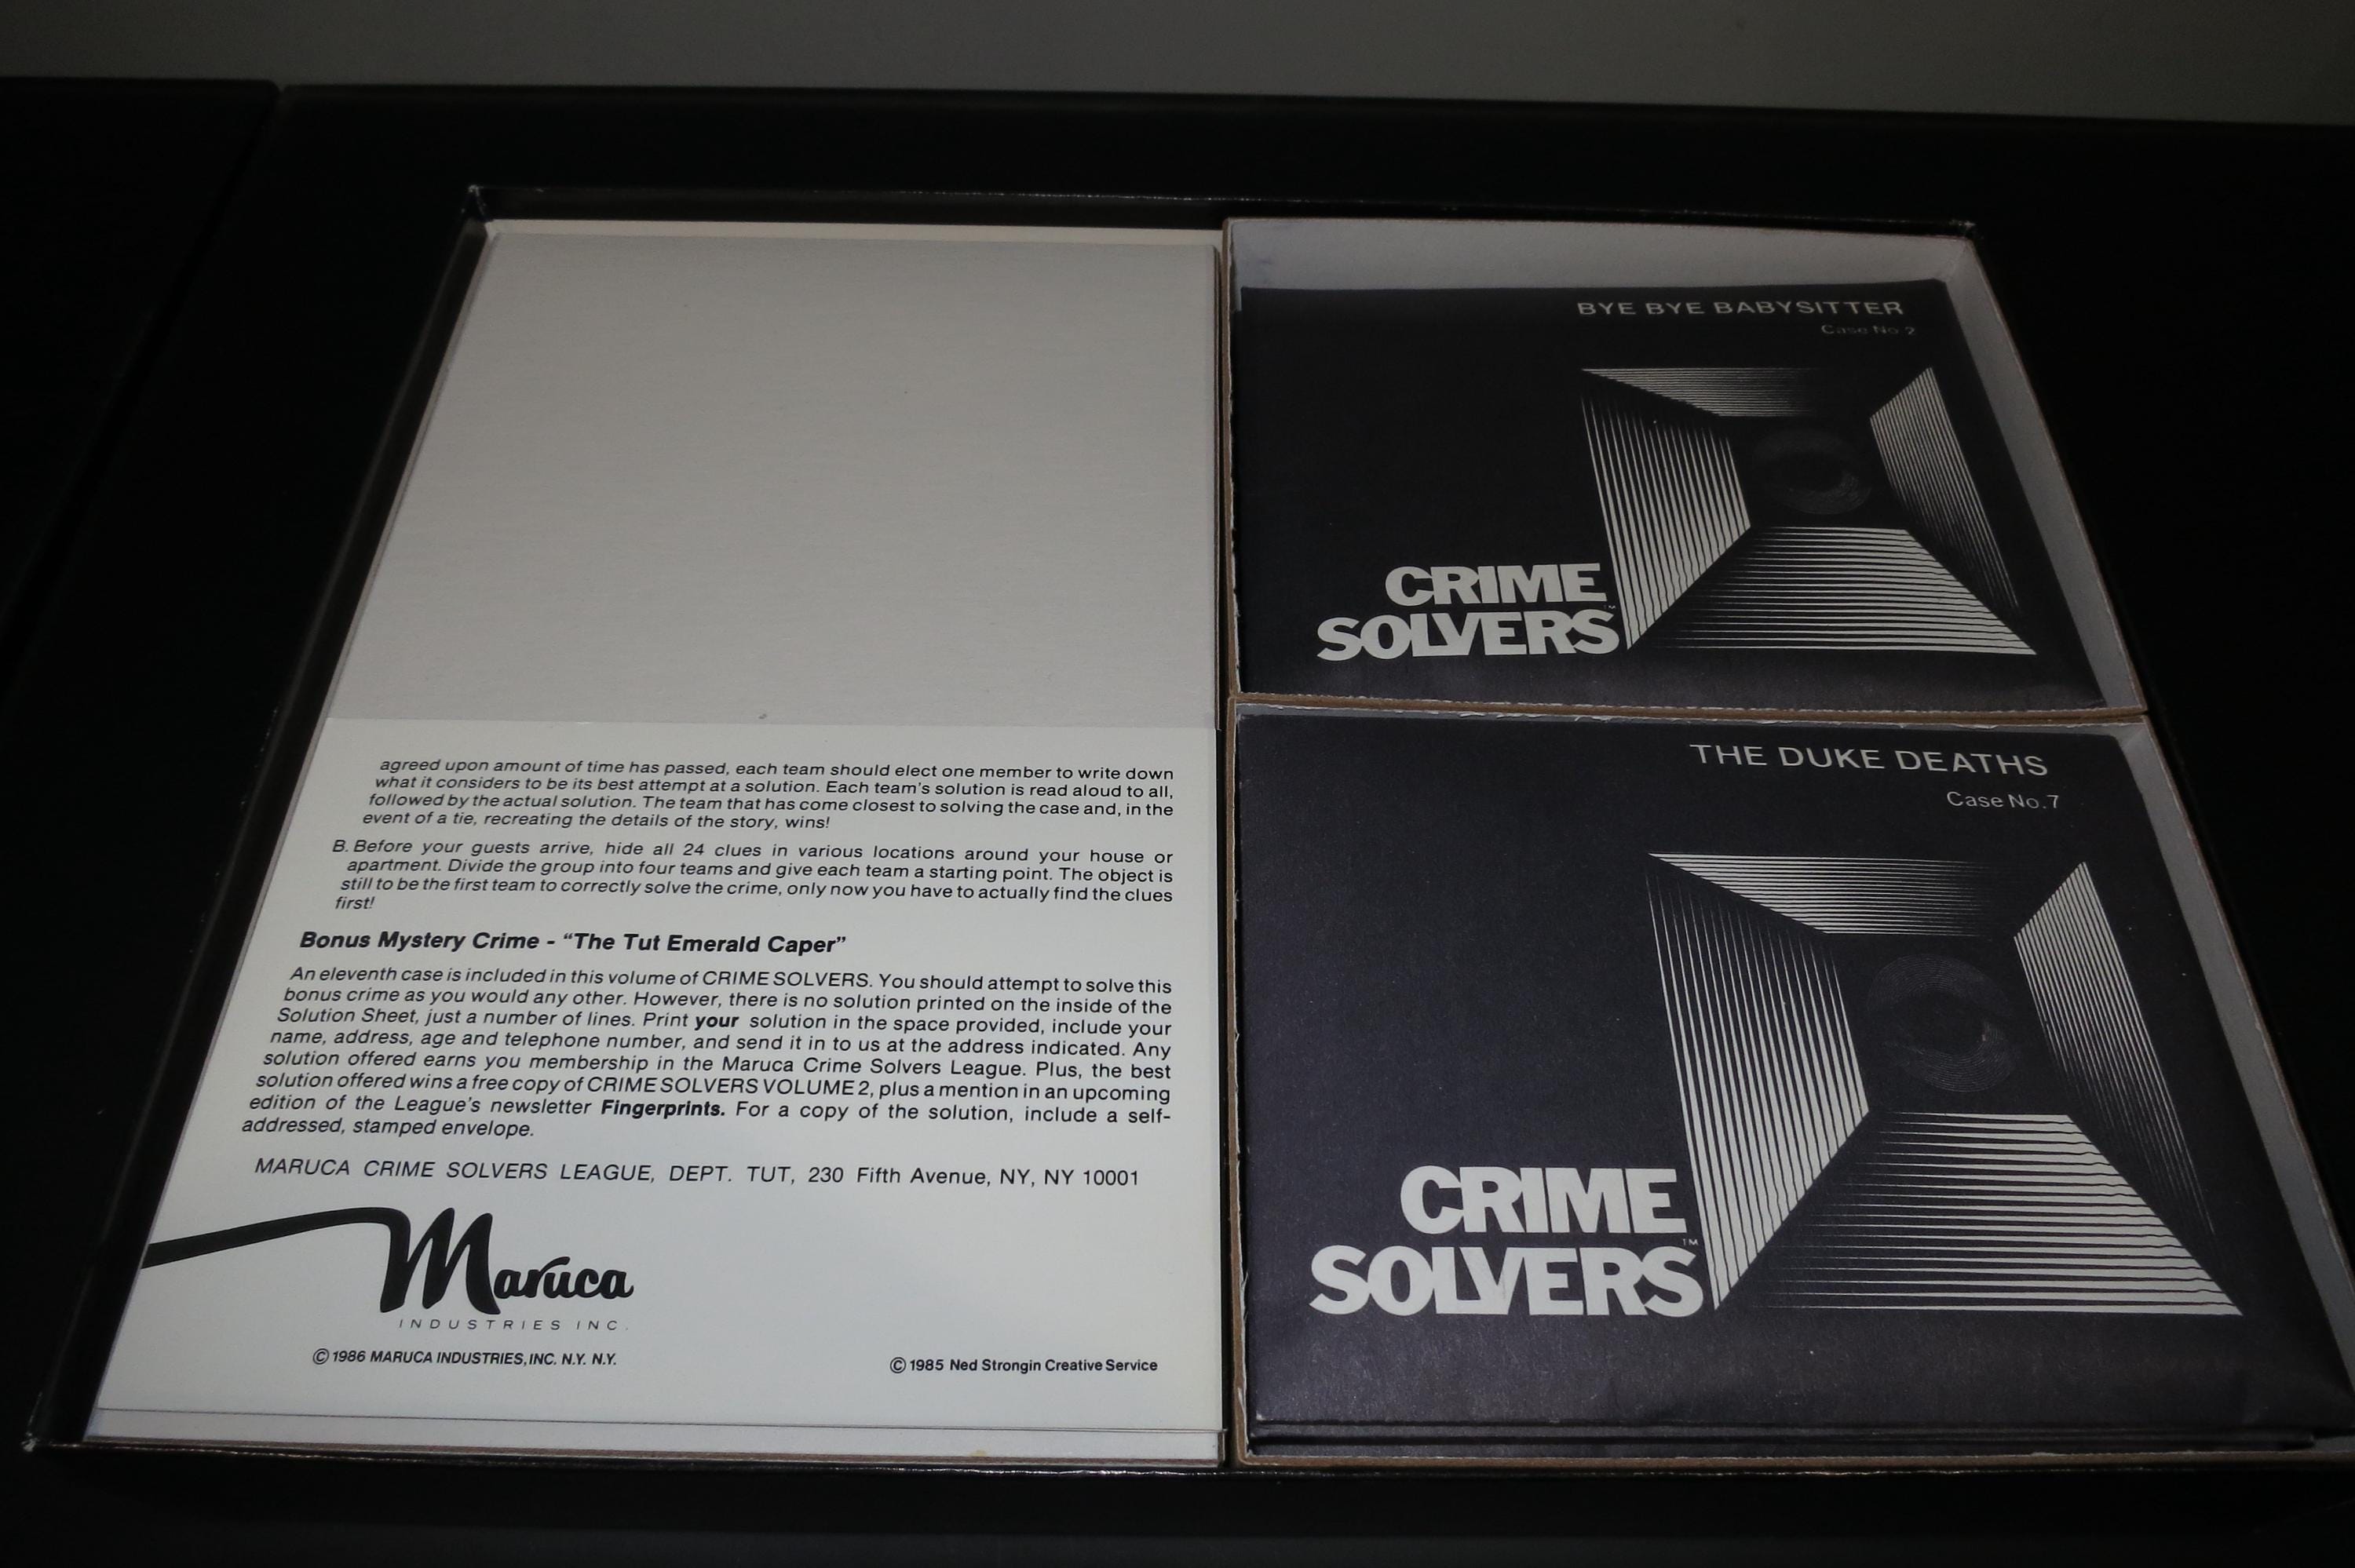 agreed upon amount of time has passed, each team should elect one member to write down
what it considers to be its best attempt at a solution. Each team's solution is read aloud to all,
followed by the actual solution. The team that has come closest to solving the case and, in the
event of a tie, recreating the details of the story, wins!
B. Before your guests arrive, hide all 24 clues in various locations around your house or
apartment. Divide the group into four teams and give each team a starting point. The object is
still to be the first team to correctly solve the crime, only now you have to actually find the clues
first!
Bonus Mystery Crime - “The Tut Emerald Caper”
An eleventh case is included in this volume of CRIME SOLVERS. You should attempt to solve this
bonus crime as you would any other. However, there is no solution printed on the inside of the
Solution Sheet, just a number of lines. Print your solution in the space provided, include your
name, address, age and telephone number, and send it in to us at the address indicated. Any
solution offered earns you membership in the Maruca Crime Solvers League. Plus, the best
solution offered wins a free copy of CRIME SOLVERS VOLUME 2, plus a mention in an upcoming
edition of the League's newsletter Fingerprints. For a copy of the solution, include a self-
addressed, stamped envelope.
MARUCA CRIME SOLVERS LEAGUE, DEPT. TUT, 230 Fifth Avenue, NY, NY 10001
Maruca
INDUSTRIES INC.
© 1986 MARUCA INDUSTRIES, INC. N.Y. N.Y.
© 1985 Ned Strongin Creative Service
BYE BYE BABYSITTER
Case No 2
CRIME
SOLVERS™
THE DUKE DEATHS
Case No.7
CRIME
SOLVERS™